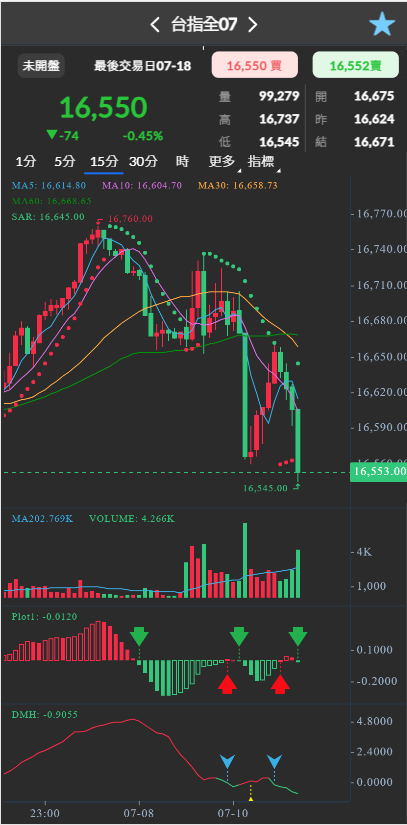 台指全07
未開盤 最後交易日07-18 16,550 買 16,552賣
16,550
▼-74 -0.45%
量 99,279 開 16,675
高 16,737 昨 16,624
低 16,545 結 16,671
1分 5分 15分 30分 時 更多 指標
MA5: 16,614.80 MA10: 16,604.70 MA30: 16,658.73
MA60: 16,668.65
SAR: 16,645.00
16,760.00
16,770.00
16,740.00
16,710.00
16,680.00
16,650.00
16,620.00
16,590.00
16,560.00
16,553.00
16,545.00
MA202.769K VOLUME: 4.266K
4K
1,000
Plot1: -0.0120
0.1000
-0.2000
DMH: -0.9055
4.8000
2.4000
0.0000
23:00 07-08 07-10